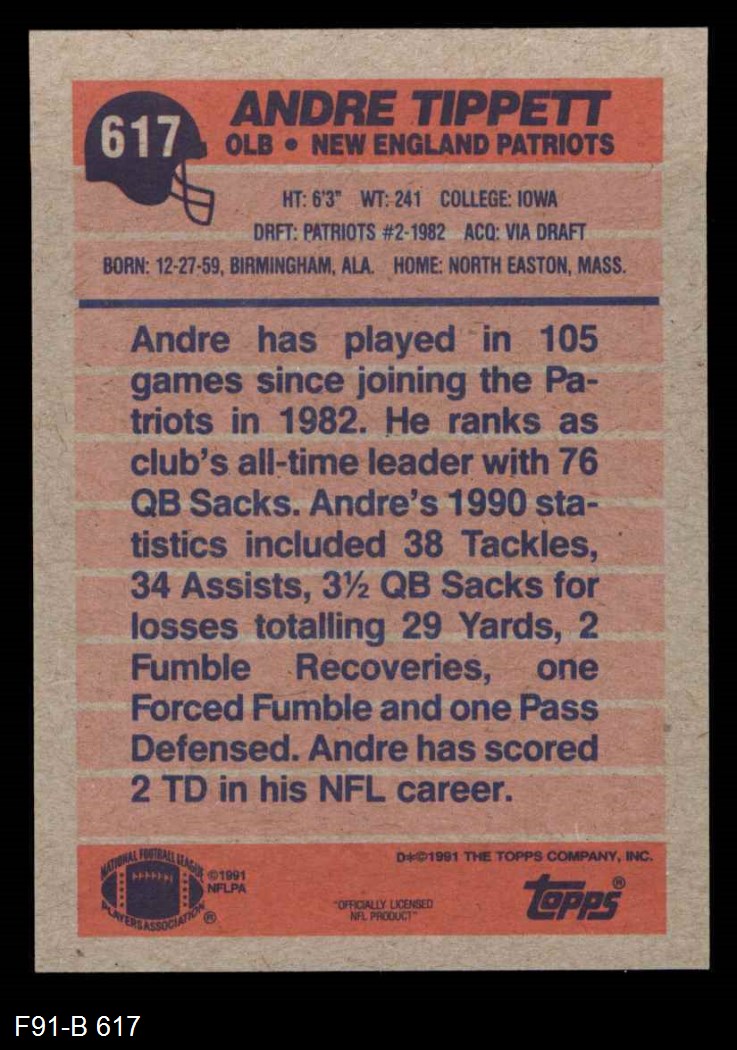 617
ANDRE TIPPETT
OLB • NEW ENGLAND PATRIOTS
HT: 6'3" WT: 241 COLLEGE: IOWA
DRFT: PATRIOTS #2-1982 ACQ: VIA DRAFT
BORN: 12-27-59, BIRMINGHAM, ALA. HOME: NORTH EASTON, MASS.
Andre has played in 105
games since joining the Pa-
triots in 1982. He ranks as
club's all-time leader with 76
QB Sacks. Andre's 1990 sta-
tistics included 38 Tackles,
34 Assists, 3½ QB Sacks for
losses totalling 29 Yards, 2
Fumble Recoveries, one
Forced Fumble and one Pass
Defensed. Andre has scored
2 TD in his NFL career.
NATIONAL FOOTBALL LEAGUE
PLAYERS ASSOCIATION ®
©1991
NFLPA
"OFFICIALLY LICENSED
NFL PRODUCT"
D*©1991 THE TOPPS COMPANY, INC.
topps®
F91-B 617